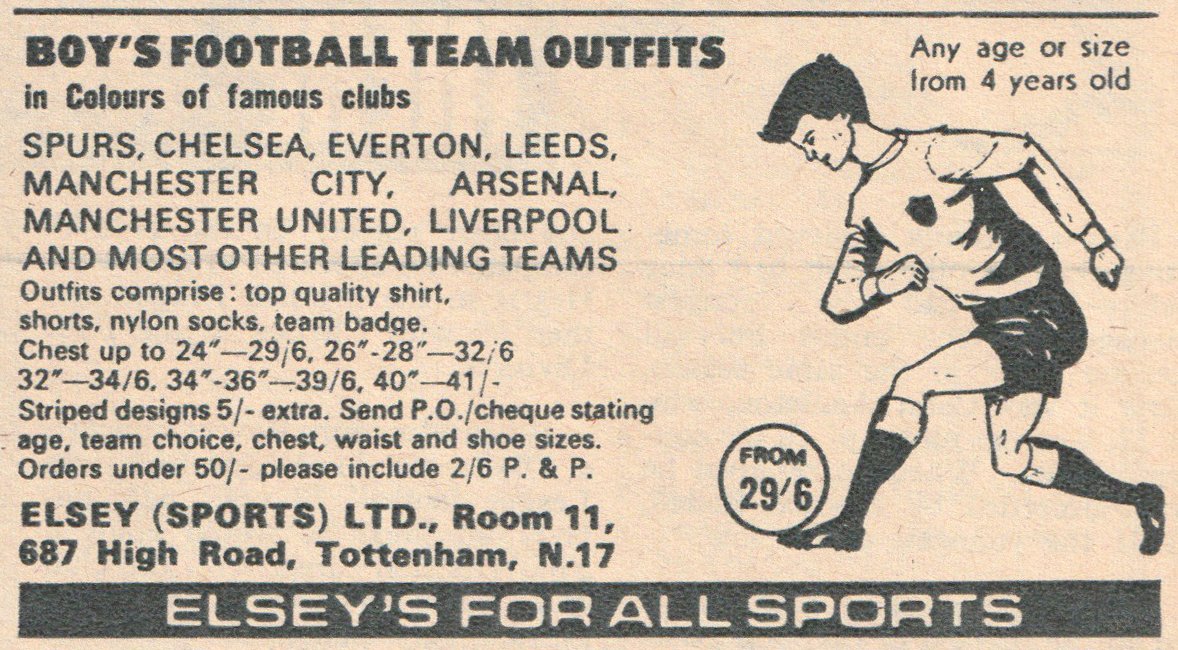 BOY'S FOOTBALL TEAM OUTFITS
in Colours of famous clubs
Any age or size
from 4 years old
SPURS, CHELSEA, EVERTON, LEEDS,
MANCHESTER CITY, ARSENAL,
MANCHESTER UNITED, LIVERPOOL
AND MOST OTHER LEADING TEAMS
Outfits comprise: top quality shirt,
shorts, nylon socks, team badge.
Chest up to 24"—29/6, 26"-28"—32/6
32"—34/6, 34"-36"—39/6, 40"—41/-
Striped designs 5/- extra. Send P.O./cheque stating
age, team choice, chest, waist and shoe sizes.
Orders under 50/- please include 2/6 P. & P.
FROM
29/6
ELSEY (SPORTS) LTD., Room 11,
687 High Road, Tottenham, N.17
ELSEY'S FOR ALL SPORTS